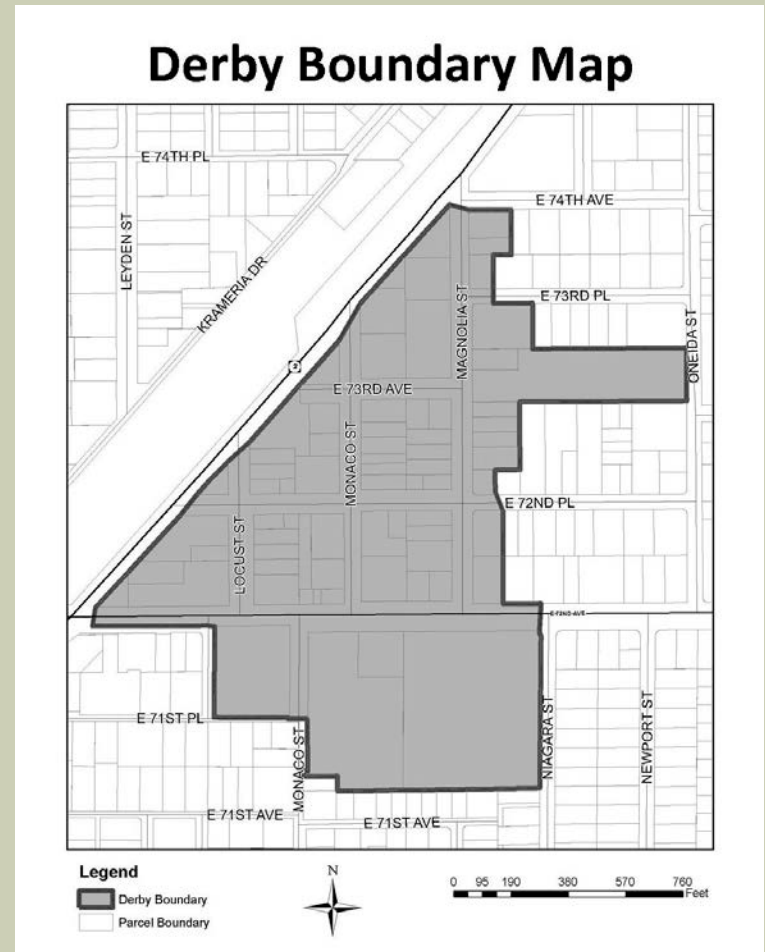 Derby Boundary Map
E 74TH PL
E 74TH AVE
LEYDEN ST
KRAMERIA DR
MAGNOLIA ST
E 73RD PL
ONEIDA ST
E 73RD AVE
MONACO ST
E 72ND PL
LOCUST ST
E 72ND AVE
E 71ST PL
MONACO ST
NIAGARA ST
NEWPORT ST
E 71ST AVE
E 71ST AVE
Legend
Derby Boundary
Parcel Boundary
N
0 95 190 380 570 760
Feet